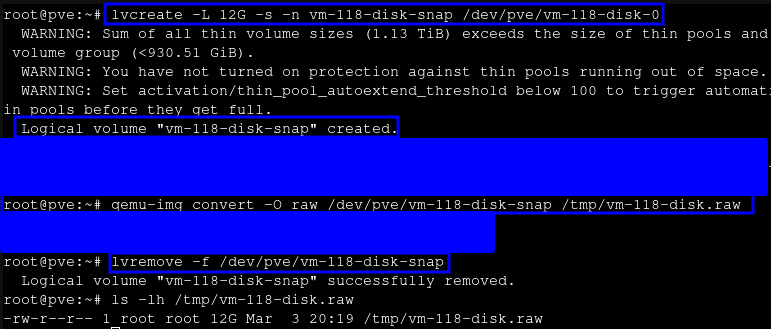 root@pve:~# lvcreate -L 12G -s -n vm-118-disk-snap /dev/pve/vm-118-disk-0
WARNING: Sum of all thin volume sizes (1.13 TiB) exceeds the size of thin pools and
volume group (<930.51 GiB).
WARNING: You have not turned on protection against thin pools running out of space.
WARNING: Set activation/thin_pool_autoextend_threshold below 100 to trigger automati
in pools before they get full.
Logical volume "vm-118-disk-snap" created.
root@pve:~# qemu-img convert -O raw /dev/pve/vm-118-disk-snap /tmp/vm-118-disk.raw
root@pve:~# lvremove -f /dev/pve/vm-118-disk-snap
Logical volume "vm-118-disk-snap" successfully removed.
root@pve:~# ls -lh /tmp/vm-118-disk.raw
-rw-r--r-- 1 root root 12G Mar  3 20:19 /tmp/vm-118-disk.raw